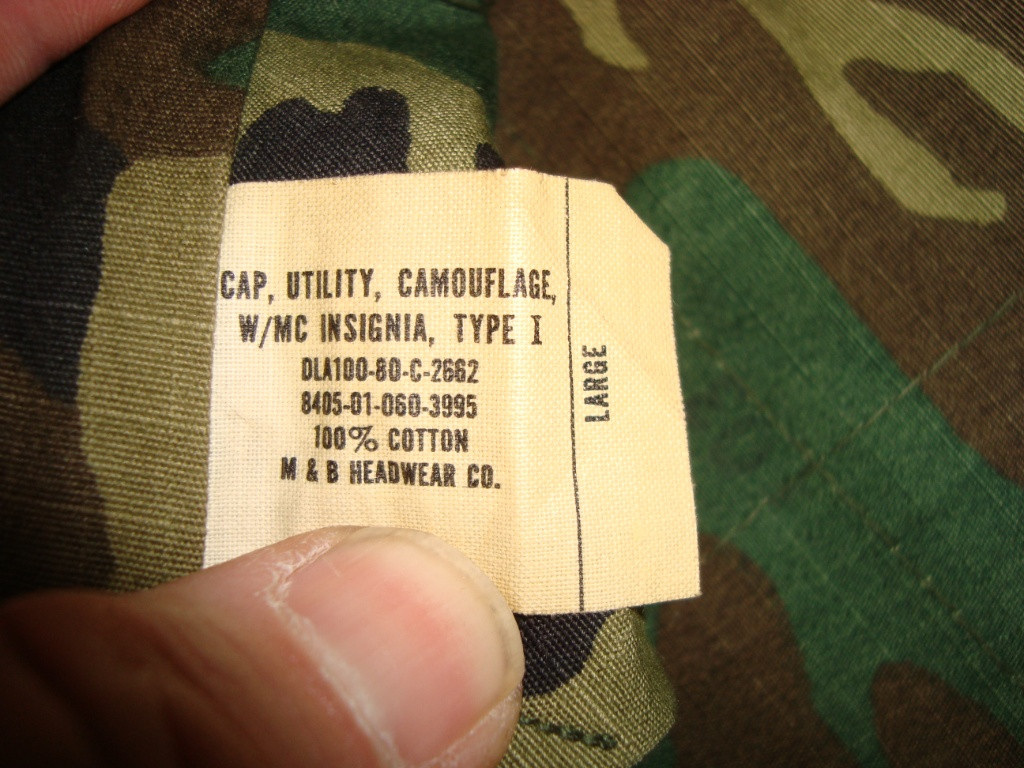 CAP, UTILITY, CAMOUFLAGE,
W/MC INSIGNIA, TYPE I
DLA100-80-C-2662
8405-01-060-3995
100% COTTON
M & B HEADWEAR CO.
LARGE